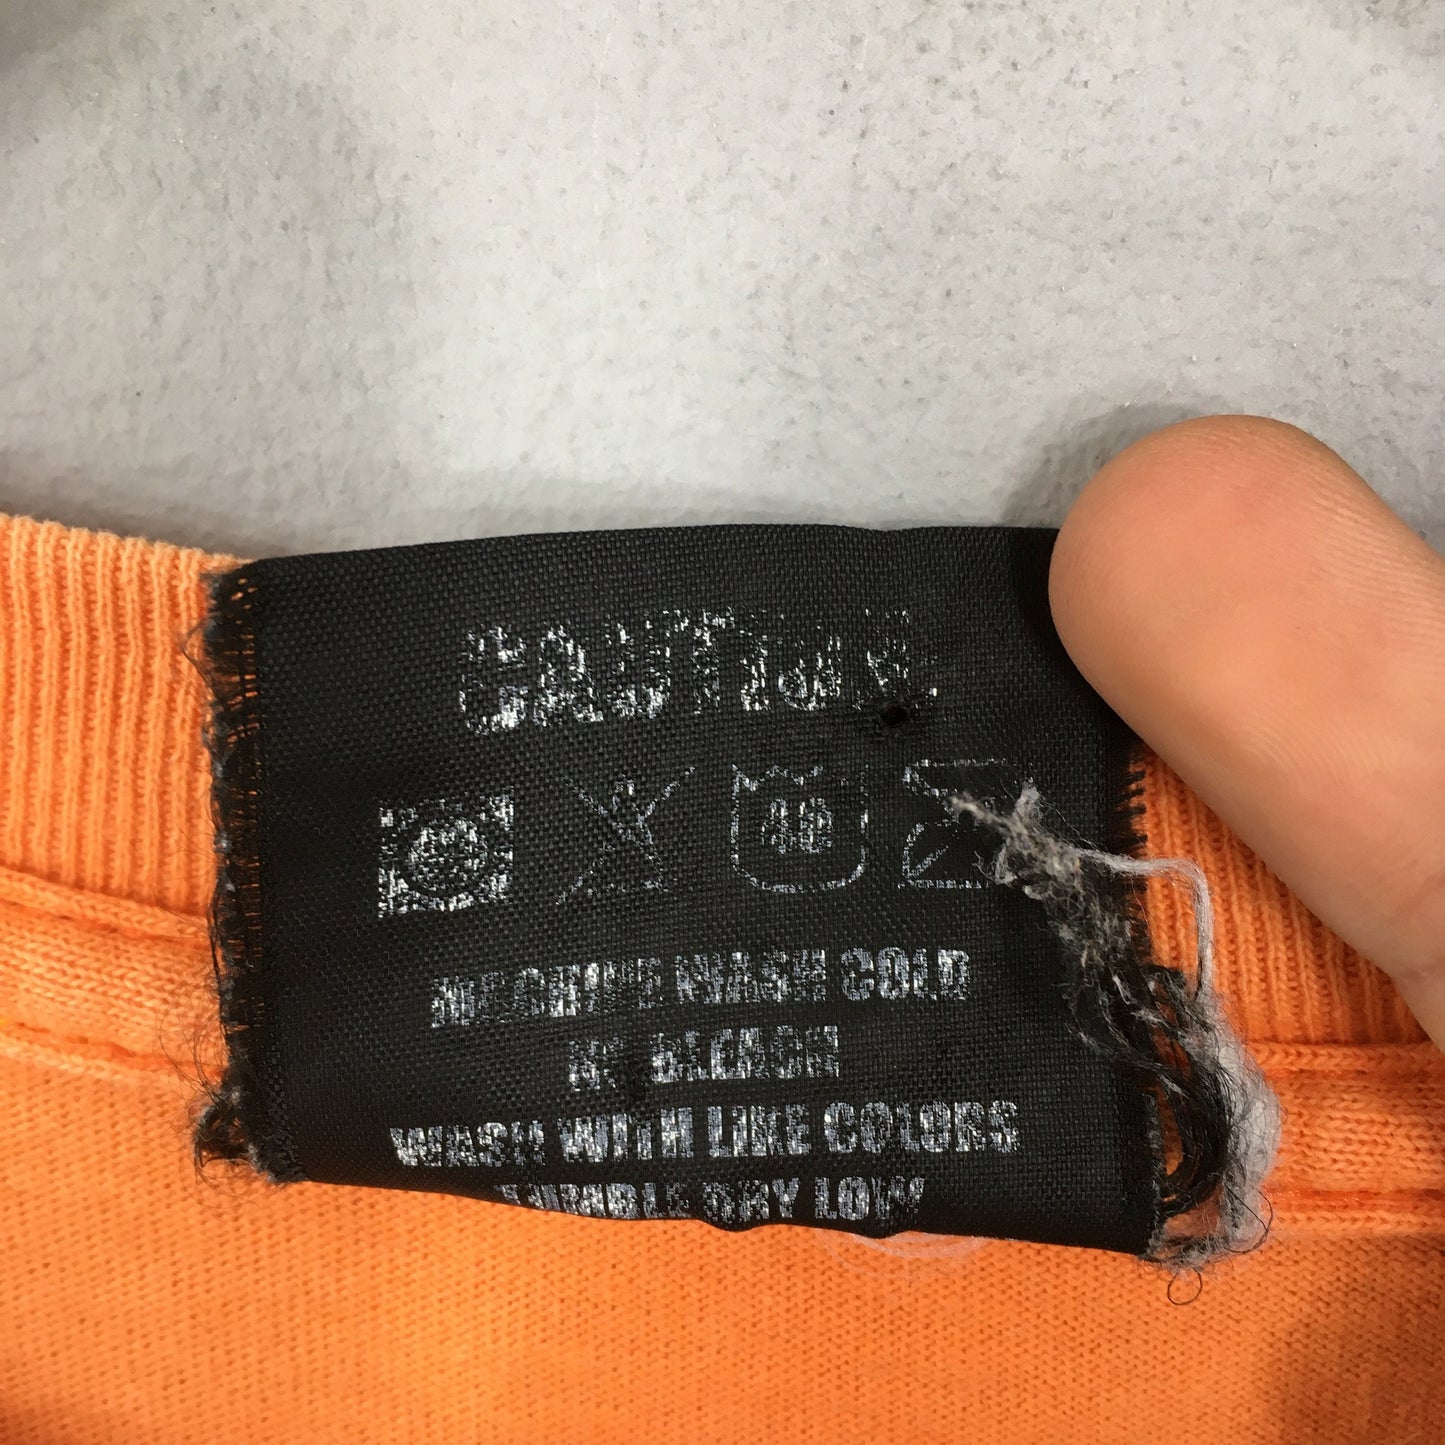 CAUTION
40
MACHINE WASH COLD
NO BLEACH
WASH WITH LIKE COLORS
TUMBLE DRY LOW